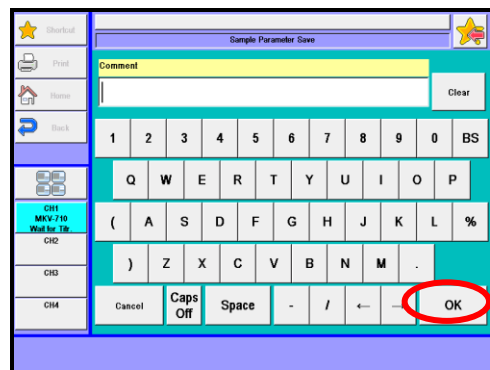 Shortcut
Sample Parameter Save
Print
Comment
Home
Clear
Back
1 2 3 4 5 6 7 8 9 0 BS
Q W E R T Y U I O P
CH1
MKV-710
Wait for Titr.
( A S D F G H J K L %
CH2
) Z X C V B N M .
CH3
Cancel Caps Off Space - / ← → OK
CH4